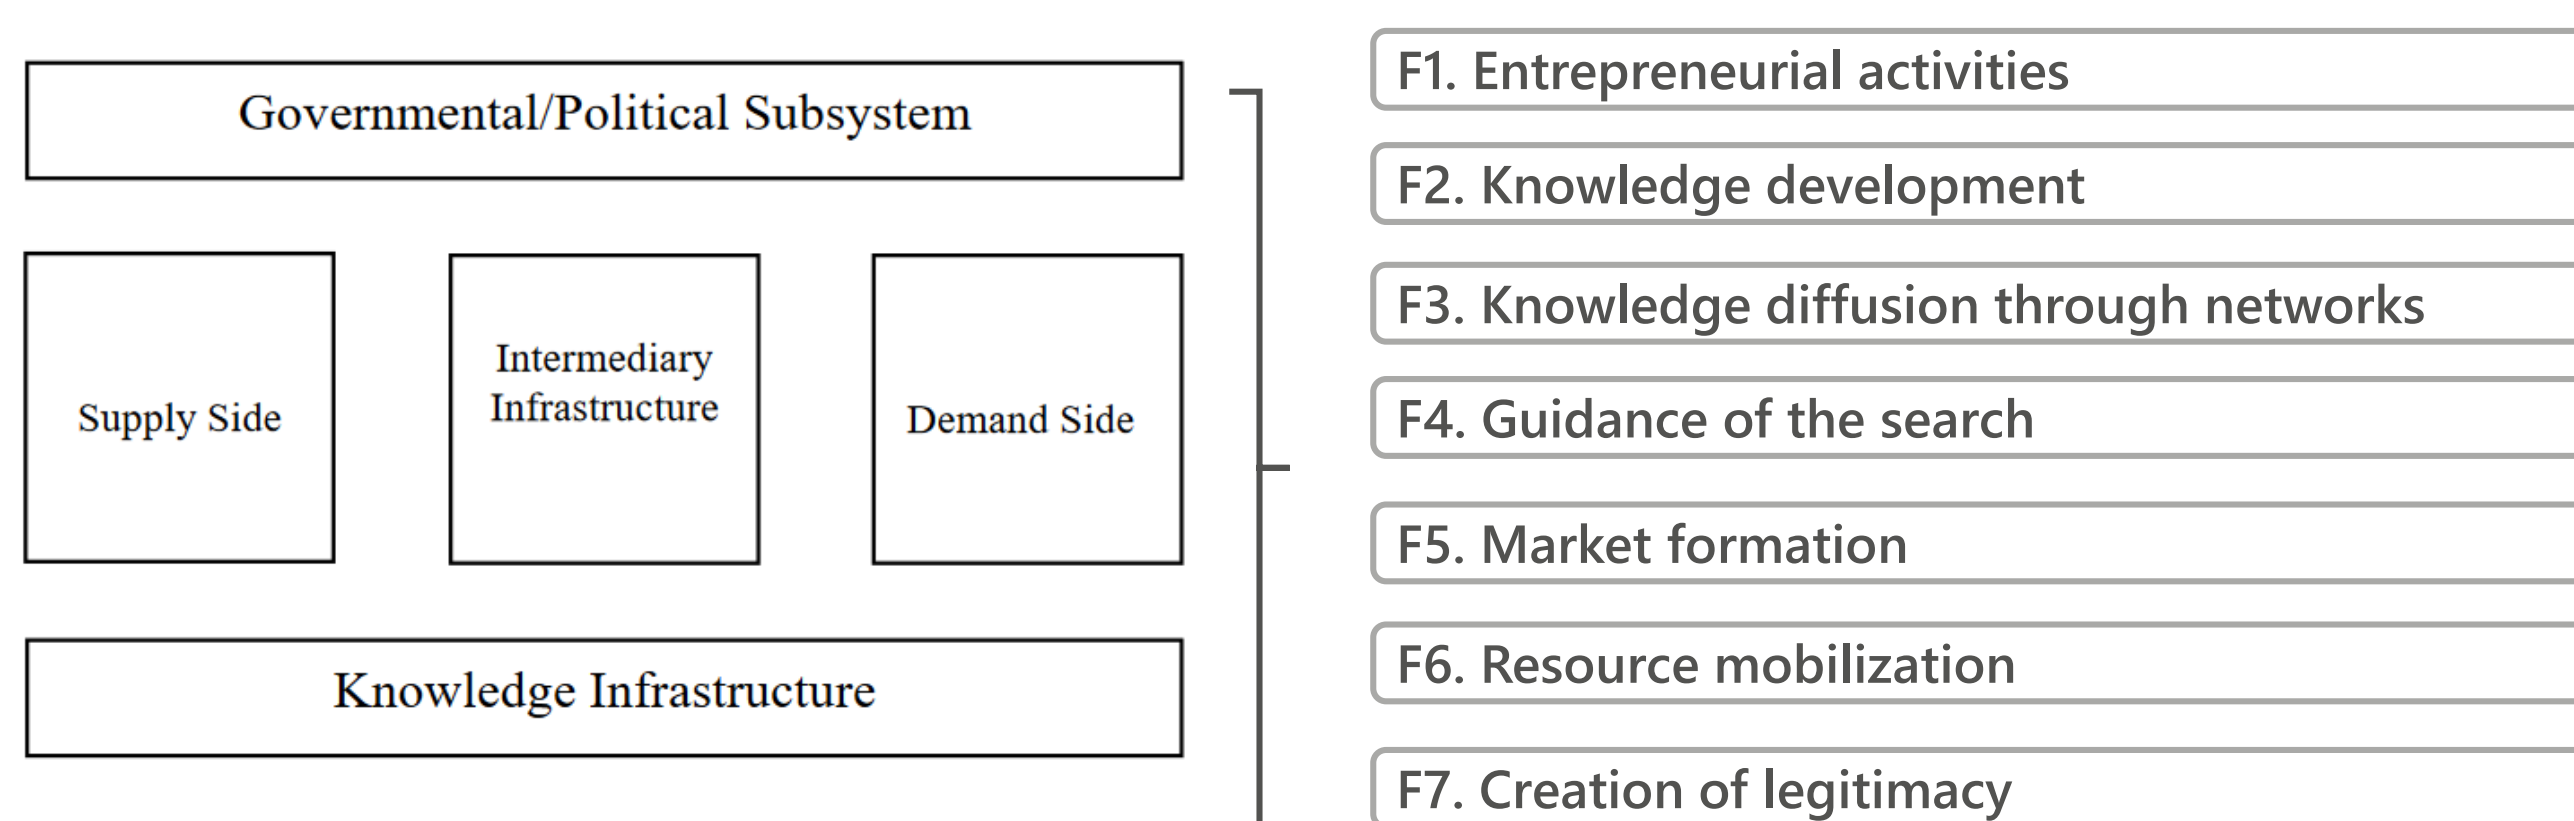 Governmental/Political Subsystem
Supply Side
Intermediary
Infrastructure
Demand Side
Knowledge Infrastructure
F1. Entrepreneurial activities
F2. Knowledge development
F3. Knowledge diffusion through networks
F4. Guidance of the search
F5. Market formation
F6. Resource mobilization
F7. Creation of legitimacy